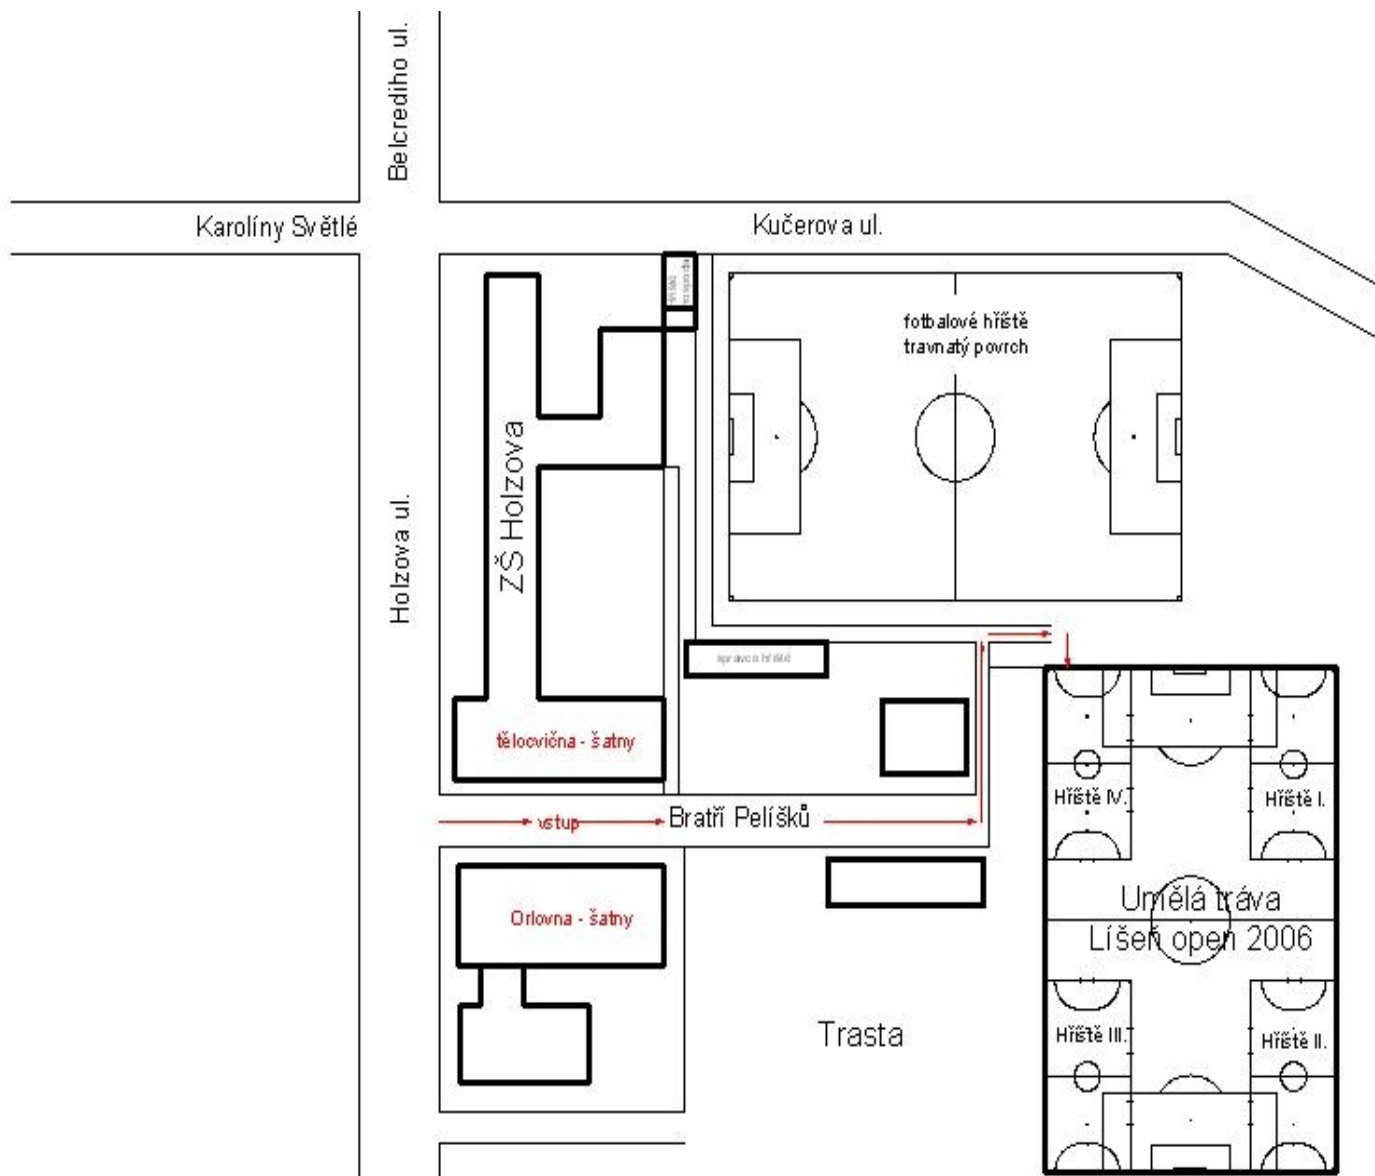 Belcrediho ul.
Karolíny Světlé
Kučerova ul.
fotbalové hřiště
travnatý povrch
ZŠ Holzova
Holzova ul.
správce hřiště
tělocvična - šatny
vstup
Bratří Pelíšků
Hřiště IV.
Hřiště I.
Orlovna - šatny
Umělá tráva
Líšeň open 2006
Trasta
Hřiště III.
Hřiště II.